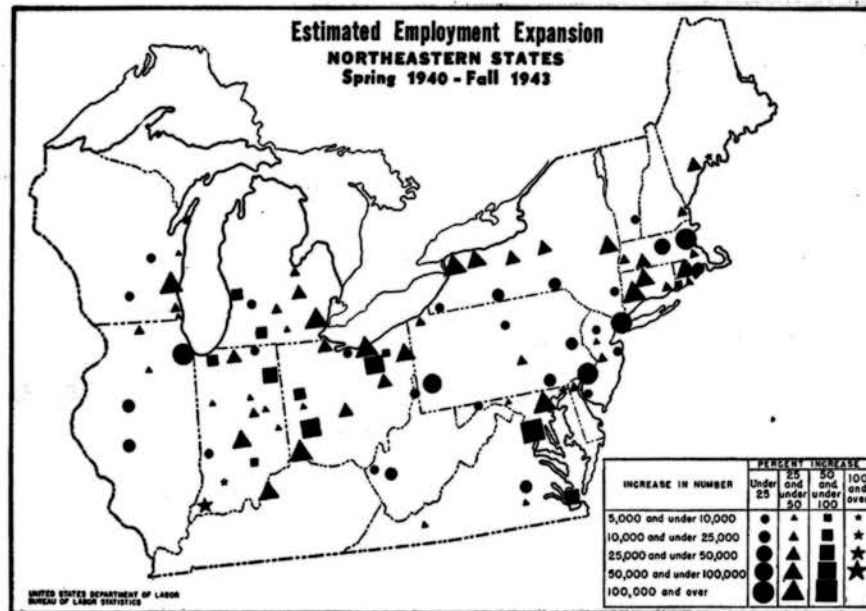 Estimated Employment Expansion
NORTHEASTERN STATES
Spring 1940 - Fall 1943
INCREASE IN NUMBER
PERCENT INCREASE
Under 25
25 and under 50
50 and under 100
100 and over
5,000 and under 10,000
10,000 and under 25,000
25,000 and under 50,000
50,000 and under 100,000
100,000 and over
UNITED STATES DEPARTMENT OF LABOR
BUREAU OF LABOR STATISTICS